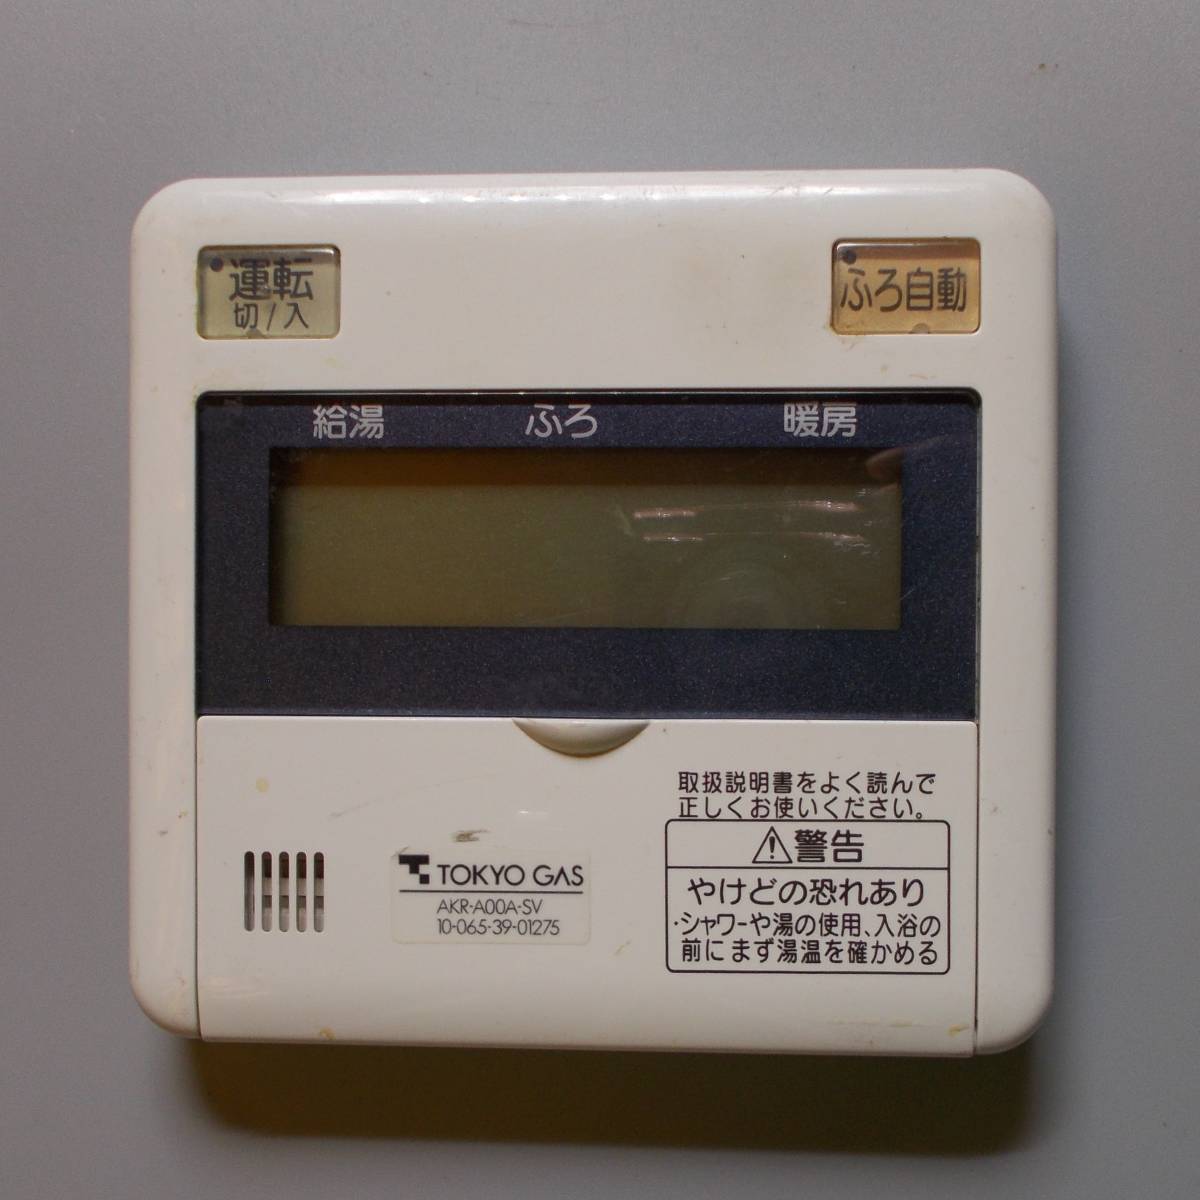 運転
切/入
ふろ自動
給湯 ふろ 暖房
取扱説明書をよく読んで
正しくお使いください。
警告
やけどの恐れあり
・シャワーや湯の使用、入浴の
前にまず湯温を確かめる
TOKYO GAS
AKR-A00A-SV
10-065-39-01275